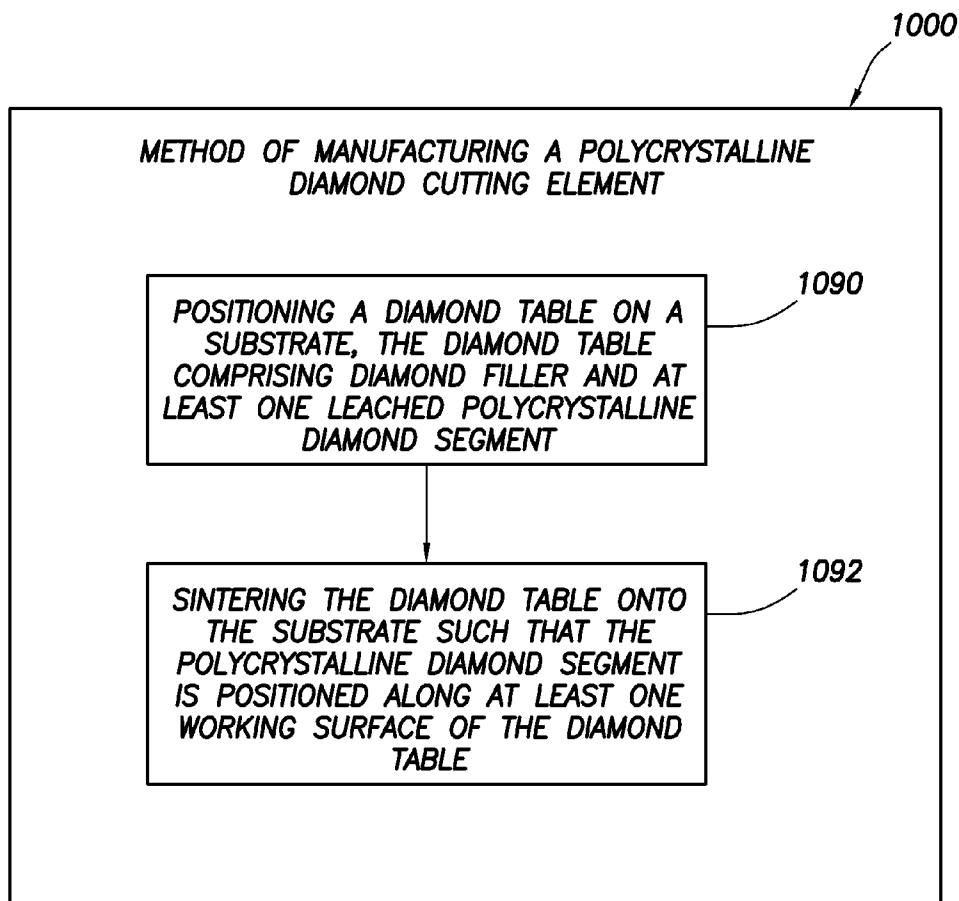 1000
METHOD OF MANUFACTURING A POLYCRYSTALLINE
DIAMOND CUTTING ELEMENT
1090
POSITIONING A DIAMOND TABLE ON A
SUBSTRATE, THE DIAMOND TABLE
COMPRISING DIAMOND FILLER AND AT
LEAST ONE LEACHED POLYCRYSTALLINE
DIAMOND SEGMENT
1092
SINTERING THE DIAMOND TABLE ONTO
THE SUBSTRATE SUCH THAT THE
POLYCRYSTALLINE DIAMOND SEGMENT
IS POSITIONED ALONG AT LEAST ONE
WORKING SURFACE OF THE DIAMOND
TABLE